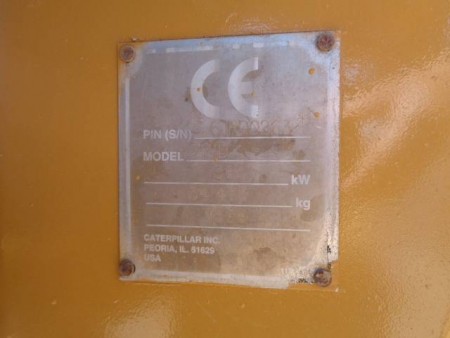 CE
PIN (S/N)
MODEL
kW
kg
CATERPILLAR INC.
PEORIA, IL. 61629
USA